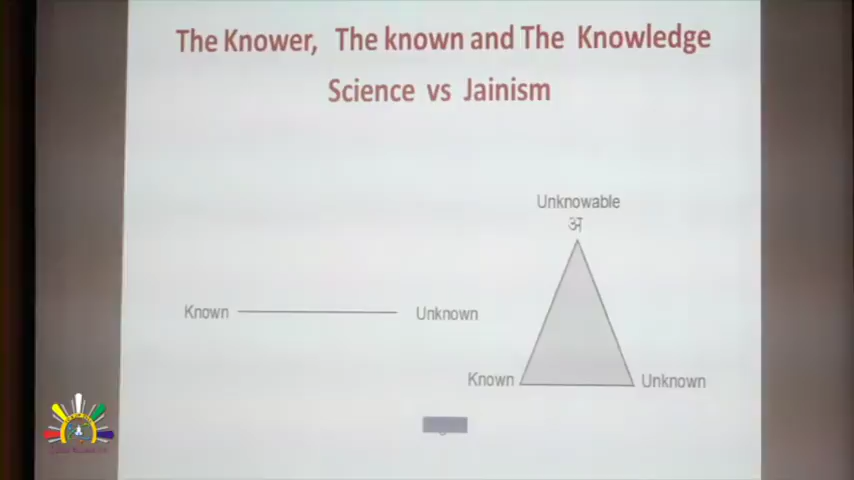 The Knower, The known and The Knowledge
Science vs Jainism
Unknowable
अ
Known
Unknown
Known
Unknown